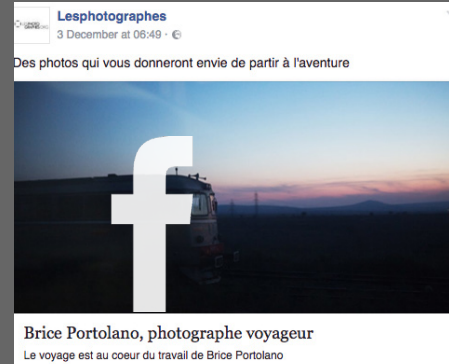 Lesphotographes
3 December at 06:49 ·
Des photos qui vous donneront envie de partir à l'aventure
f
Brice Portolano, photographe voyageur
Le voyage est au coeur du travail de Brice Portolano